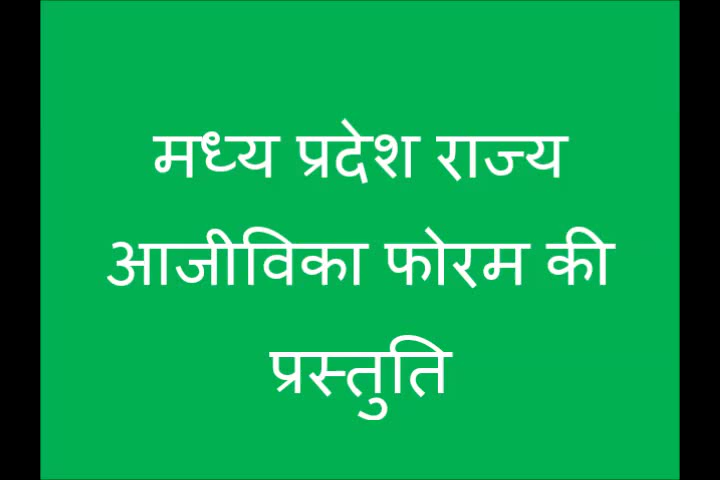 मध्य प्रदेश राज्य
आजीविका फोरम की
प्रस्तुति